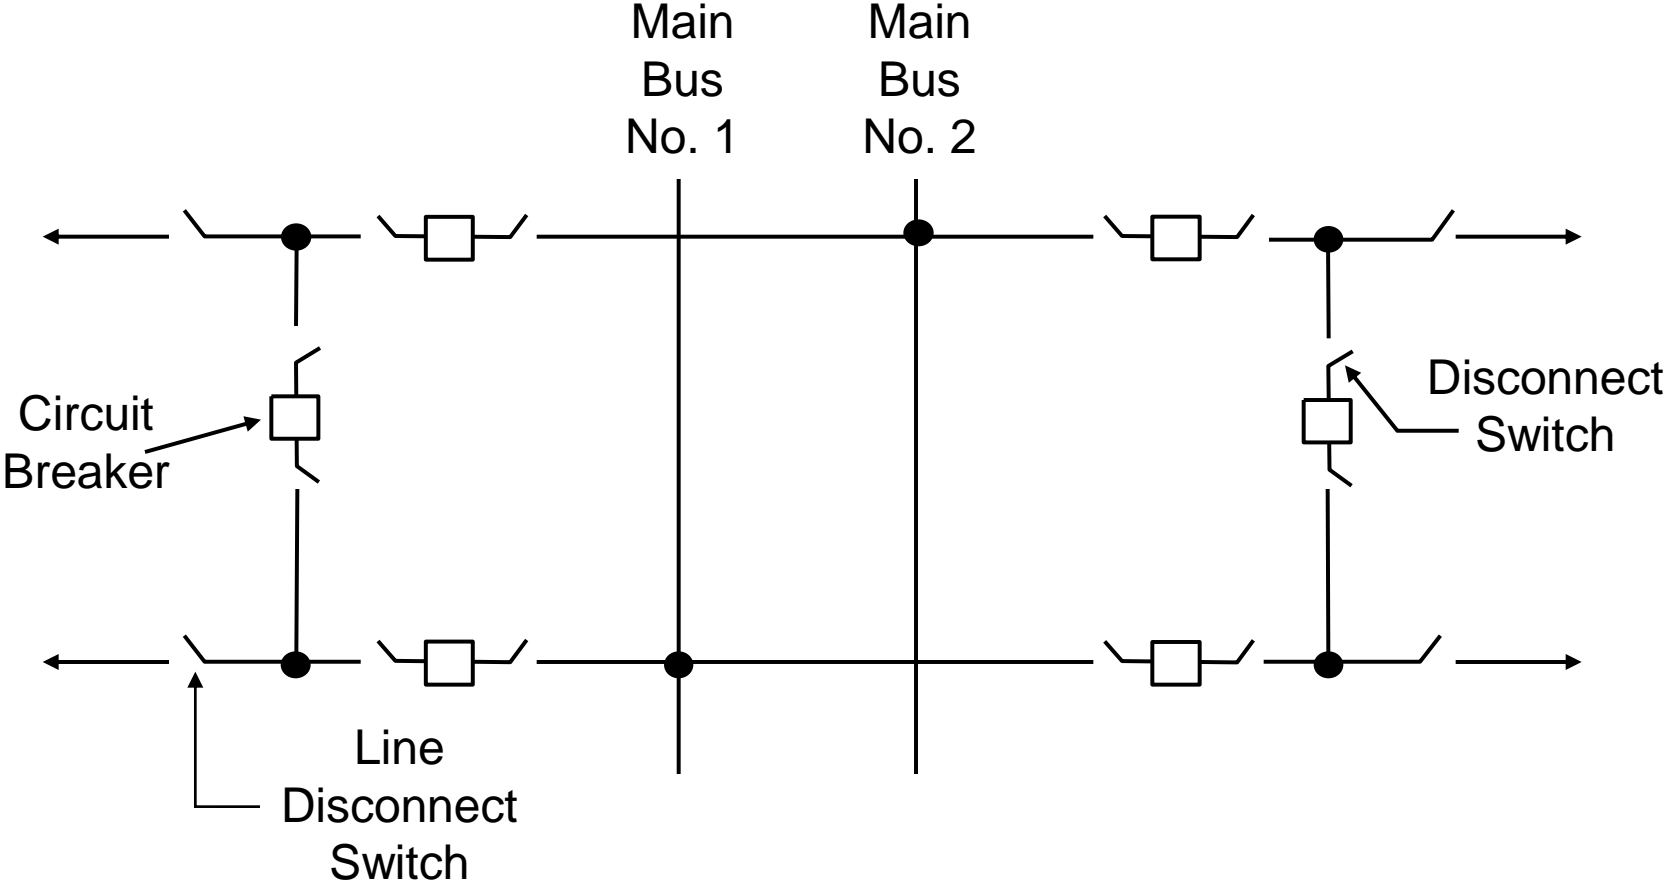 Main
Bus
No. 1
Main
Bus
No. 2
Circuit
Breaker
Disconnect
Switch
Line
Disconnect
Switch